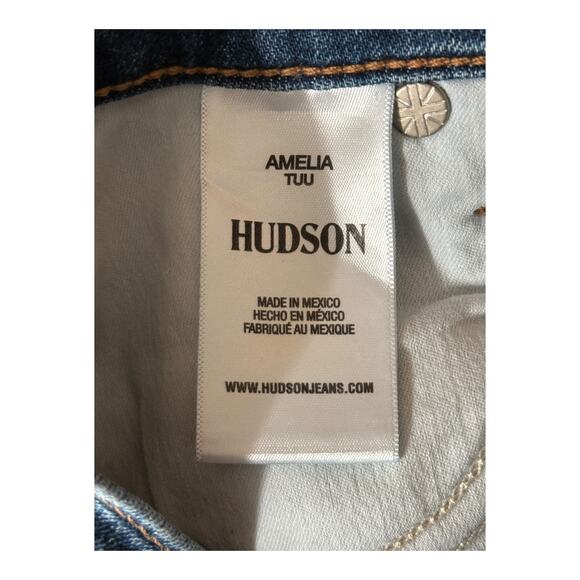 AMELIA
TUU
HUDSON
MADE IN MEXICO
HECHO EN MÉXICO
FABRIQUÉ AU MEXIQUE
WWW.HUDSONJEANS.COM